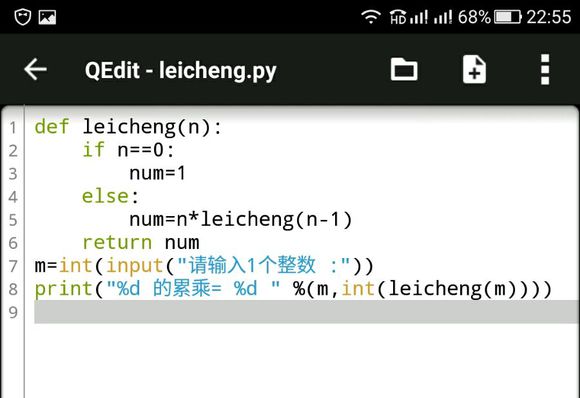 HD 68% 22:55
QEdit - leicheng.py
1 def leicheng(n):
2     if n==0:
3         num=1
4     else:
5         num=n*leicheng(n-1)
6     return num
7 m=int(input("请输入1个整数 :"))
8 print("%d 的累乘= %d " %(m,int(leicheng(m))))
9